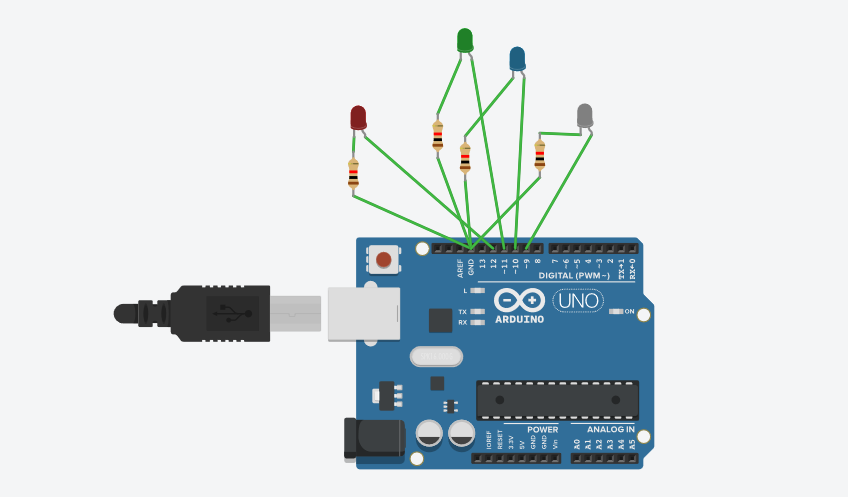 AREF
GND
13
12
~11
~10
~9
8
7
~6
~5
4
~3
2
TX→1
RX←0
DIGITAL (PWM~)
L
TX
RX
UNO
ARDUINO
ON
POWER
ANALOG IN
IOREF
RESET
3.3V
5V
GND
GND
Vin
A0
A1
A2
A3
A4
A5